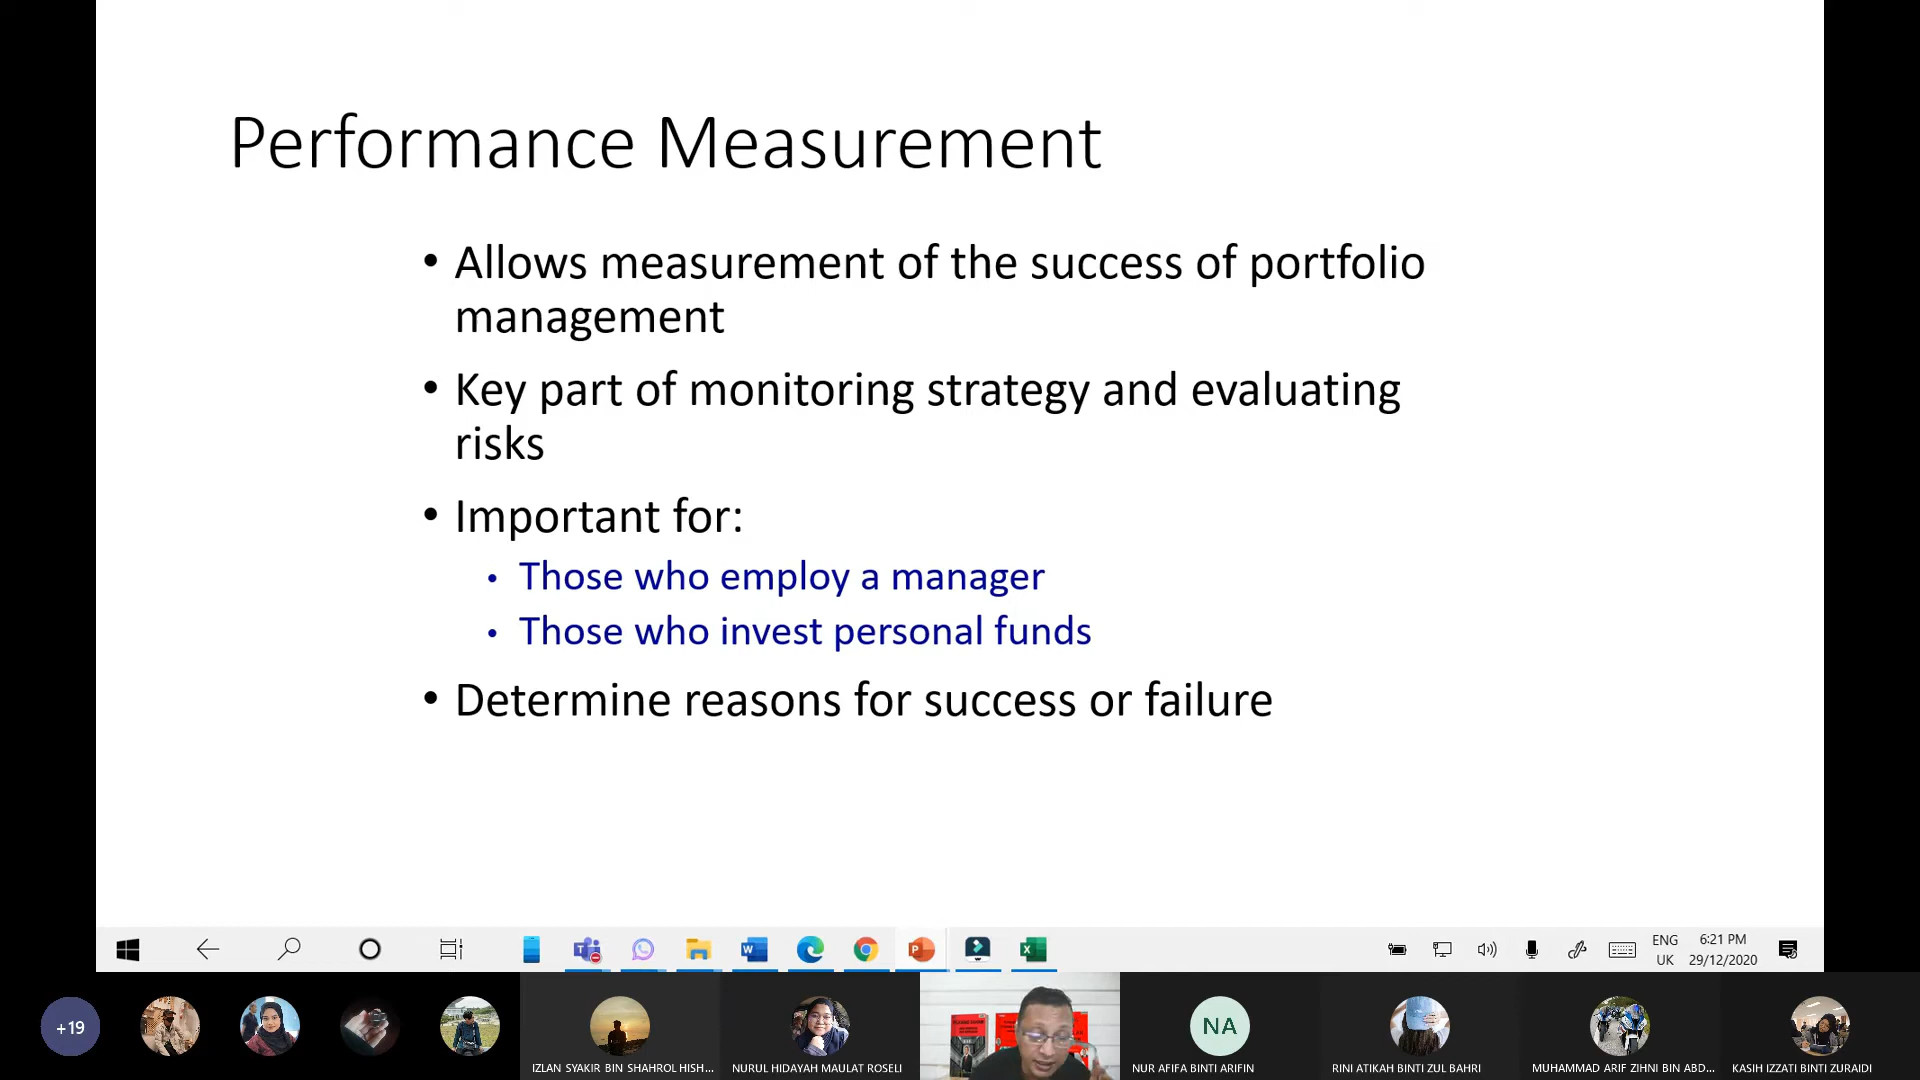 Performance Measurement
• Allows measurement of the success of portfolio
management
• Key part of monitoring strategy and evaluating
risks
• Important for:
• Those who employ a manager
• Those who invest personal funds
• Determine reasons for success or failure
ENG
UK
6:21 PM
29/12/2020
+19
NA
IZLAN SYAKIR BIN SHAHROL HISH...
NURUL HIDAYAH MAULAT ROSELI
NUR AFIFA BINTI ARIFIN
RINI ATIKAH BINTI ZUL BAHRI
MUHAMMAD ARIF ZIHNI BIN ABD...
KASIH IZZATI BINTI ZURAIDI